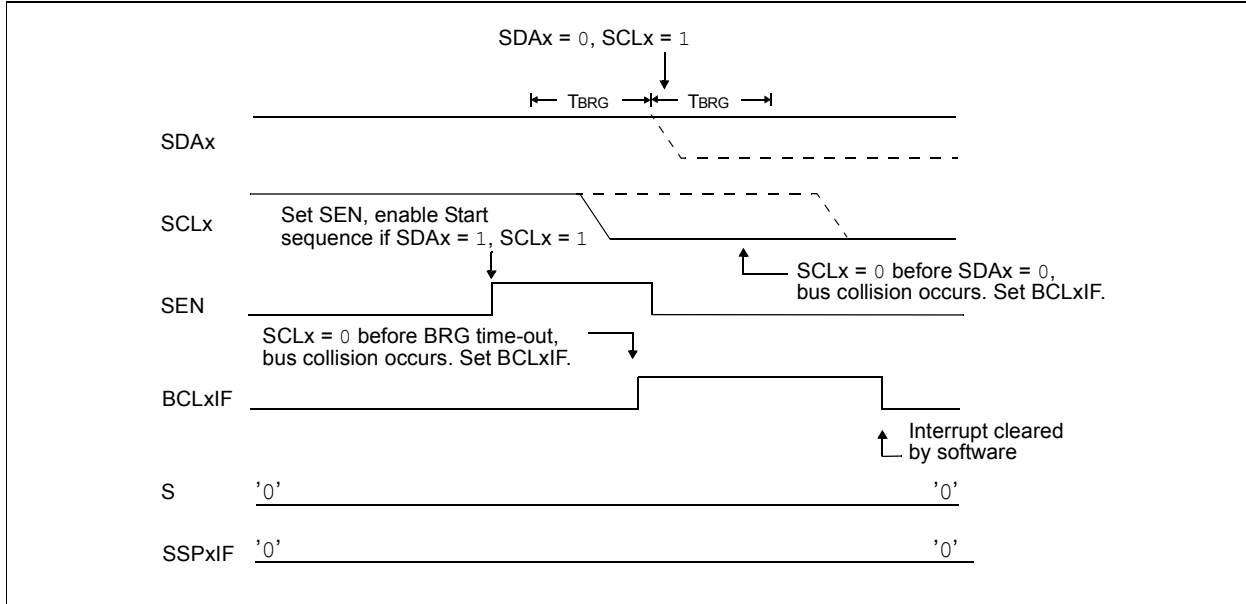 SDAx = 0, SCLx = 1
TBRG TBRG
SDAx
SCLx
Set SEN, enable Start
sequence if SDAx = 1, SCLx = 1
SCLx = 0 before SDAx = 0,
bus collision occurs. Set BCLxIF.
SEN
SCLx = 0 before BRG time-out,
bus collision occurs. Set BCLxIF.
BCLxIF
Interrupt cleared
by software
S '0' '0'
SSPxIF '0' '0'